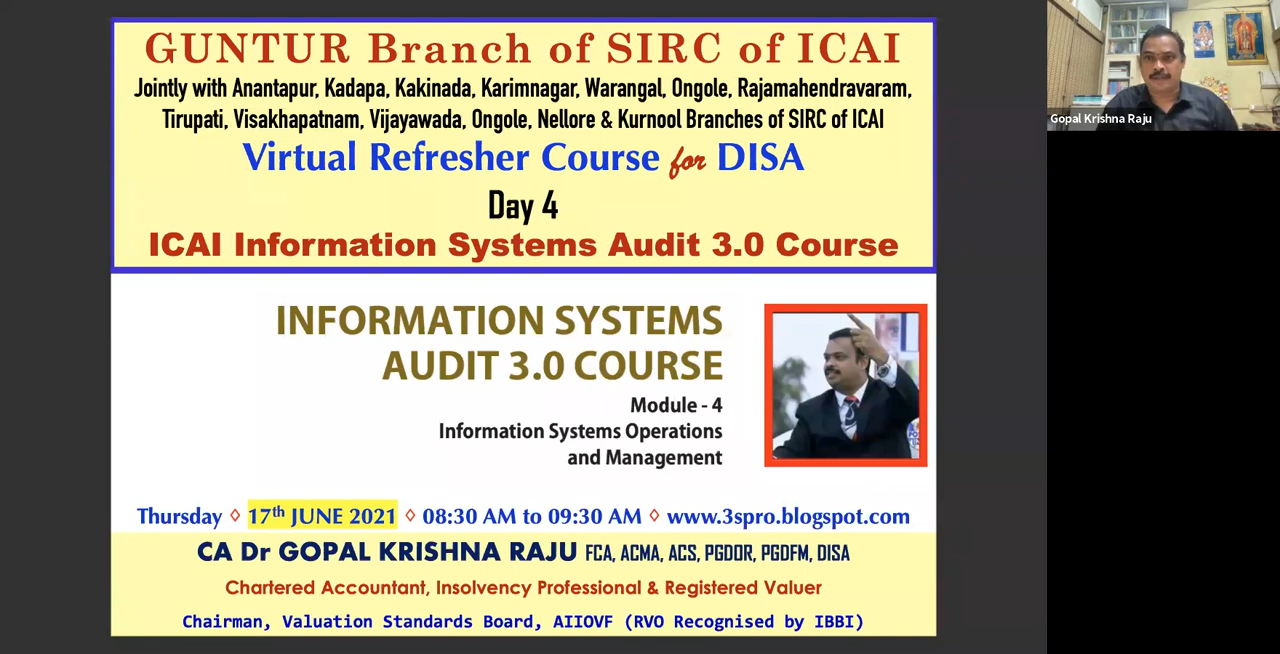 GUNTUR Branch of SIRC of ICAI
Jointly with Anantapur, Kadapa, Kakinada, Karimnagar, Warangal, Ongole, Rajamahendravaram,
Tirupati, Visakhapatnam, Vijayawada, Ongole, Nellore & Kurnool Branches of SIRC of ICAI
Virtual Refresher Course for DISA
Day 4
ICAI Information Systems Audit 3.0 Course
INFORMATION SYSTEMS
AUDIT 3.0 COURSE
Module - 4
Information Systems Operations
and Management
Thursday ◊ 17th JUNE 2021 ◊ 08:30 AM to 09:30 AM ◊ www.3spro.blogspot.com
CA Dr GOPAL KRISHNA RAJU FCA, ACMA, ACS, PGDOR, PGDFM, DISA
Chartered Accountant, Insolvency Professional & Registered Valuer
Chairman, Valuation Standards Board, AIIOVF (RVO Recognised by IBBI)
Gopal Krishna Raju